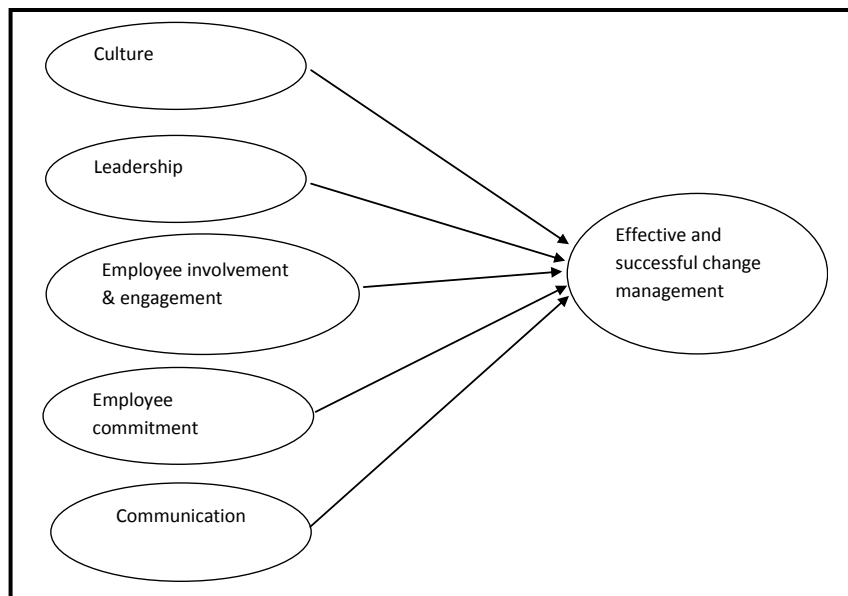 Culture
Leadership
Employee involvement
& engagement
Employee
commitment
Communication
Effective and
successful change
management